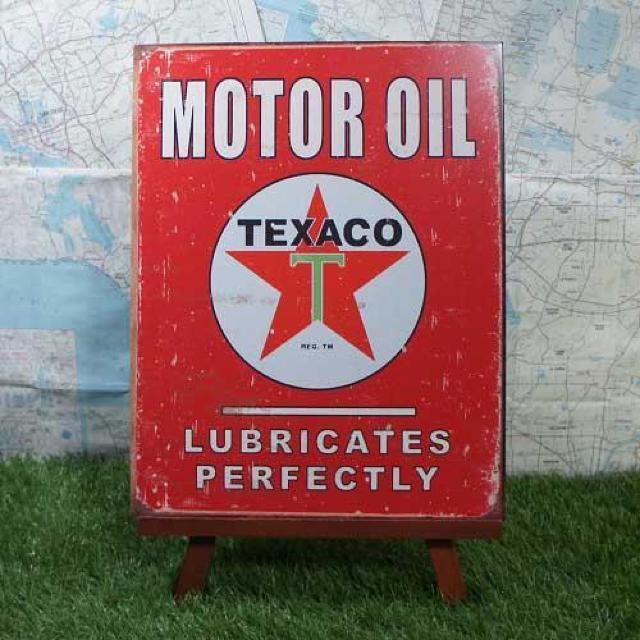 MOTOR OIL
TEXACO
T
REG. TM
LUBRICATES
PERFECTLY